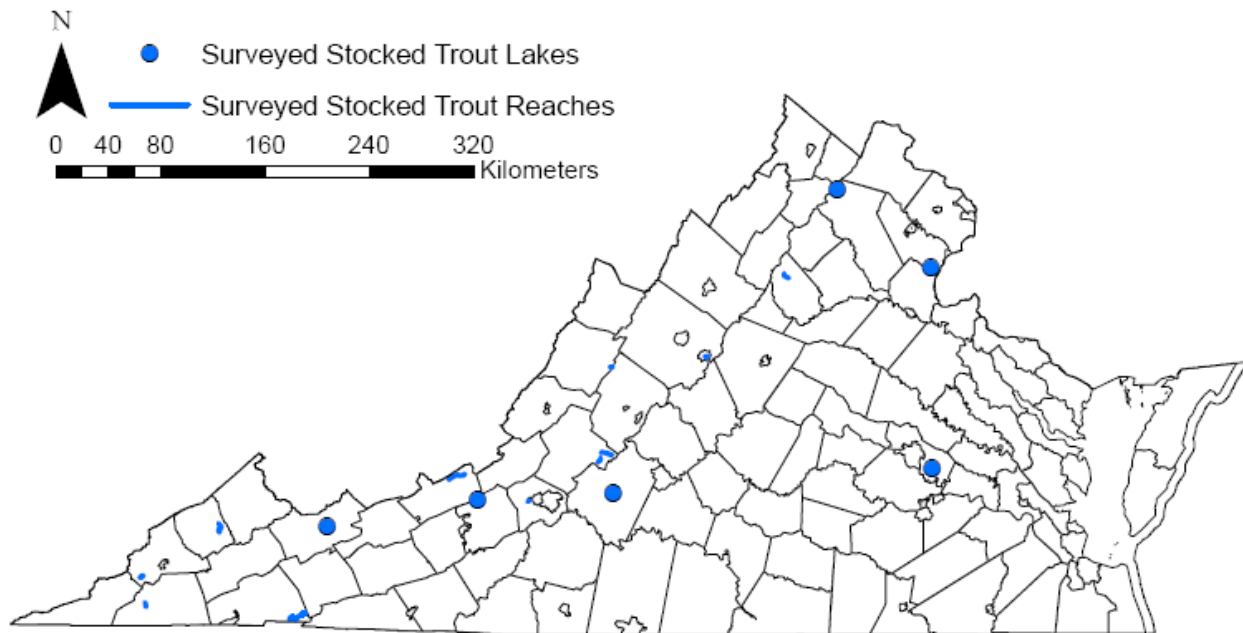 N
Surveyed Stocked Trout Lakes
Surveyed Stocked Trout Reaches
0 40 80 160 240 320
Kilometers